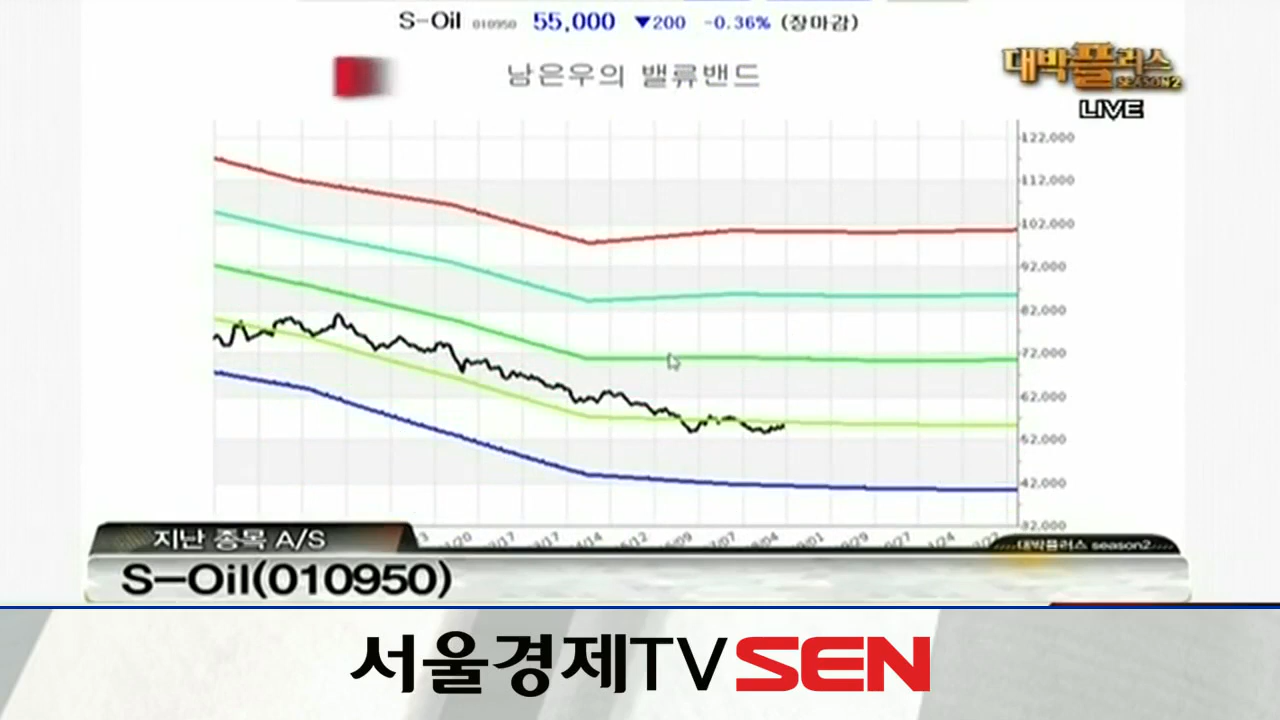 S-Oil 010950 55,000 ▼200 -0.36% (장마감)
낭은우의 밸류밴드
대박플러스
SEASON2
LIVE
122,000
112,000
102,000
92,000
82,000
72,000
62,000
52,000
42,000
32,000
지난 종목 A/S
대박플러스 season2
S-Oil(010950)
서울경제TV SEN